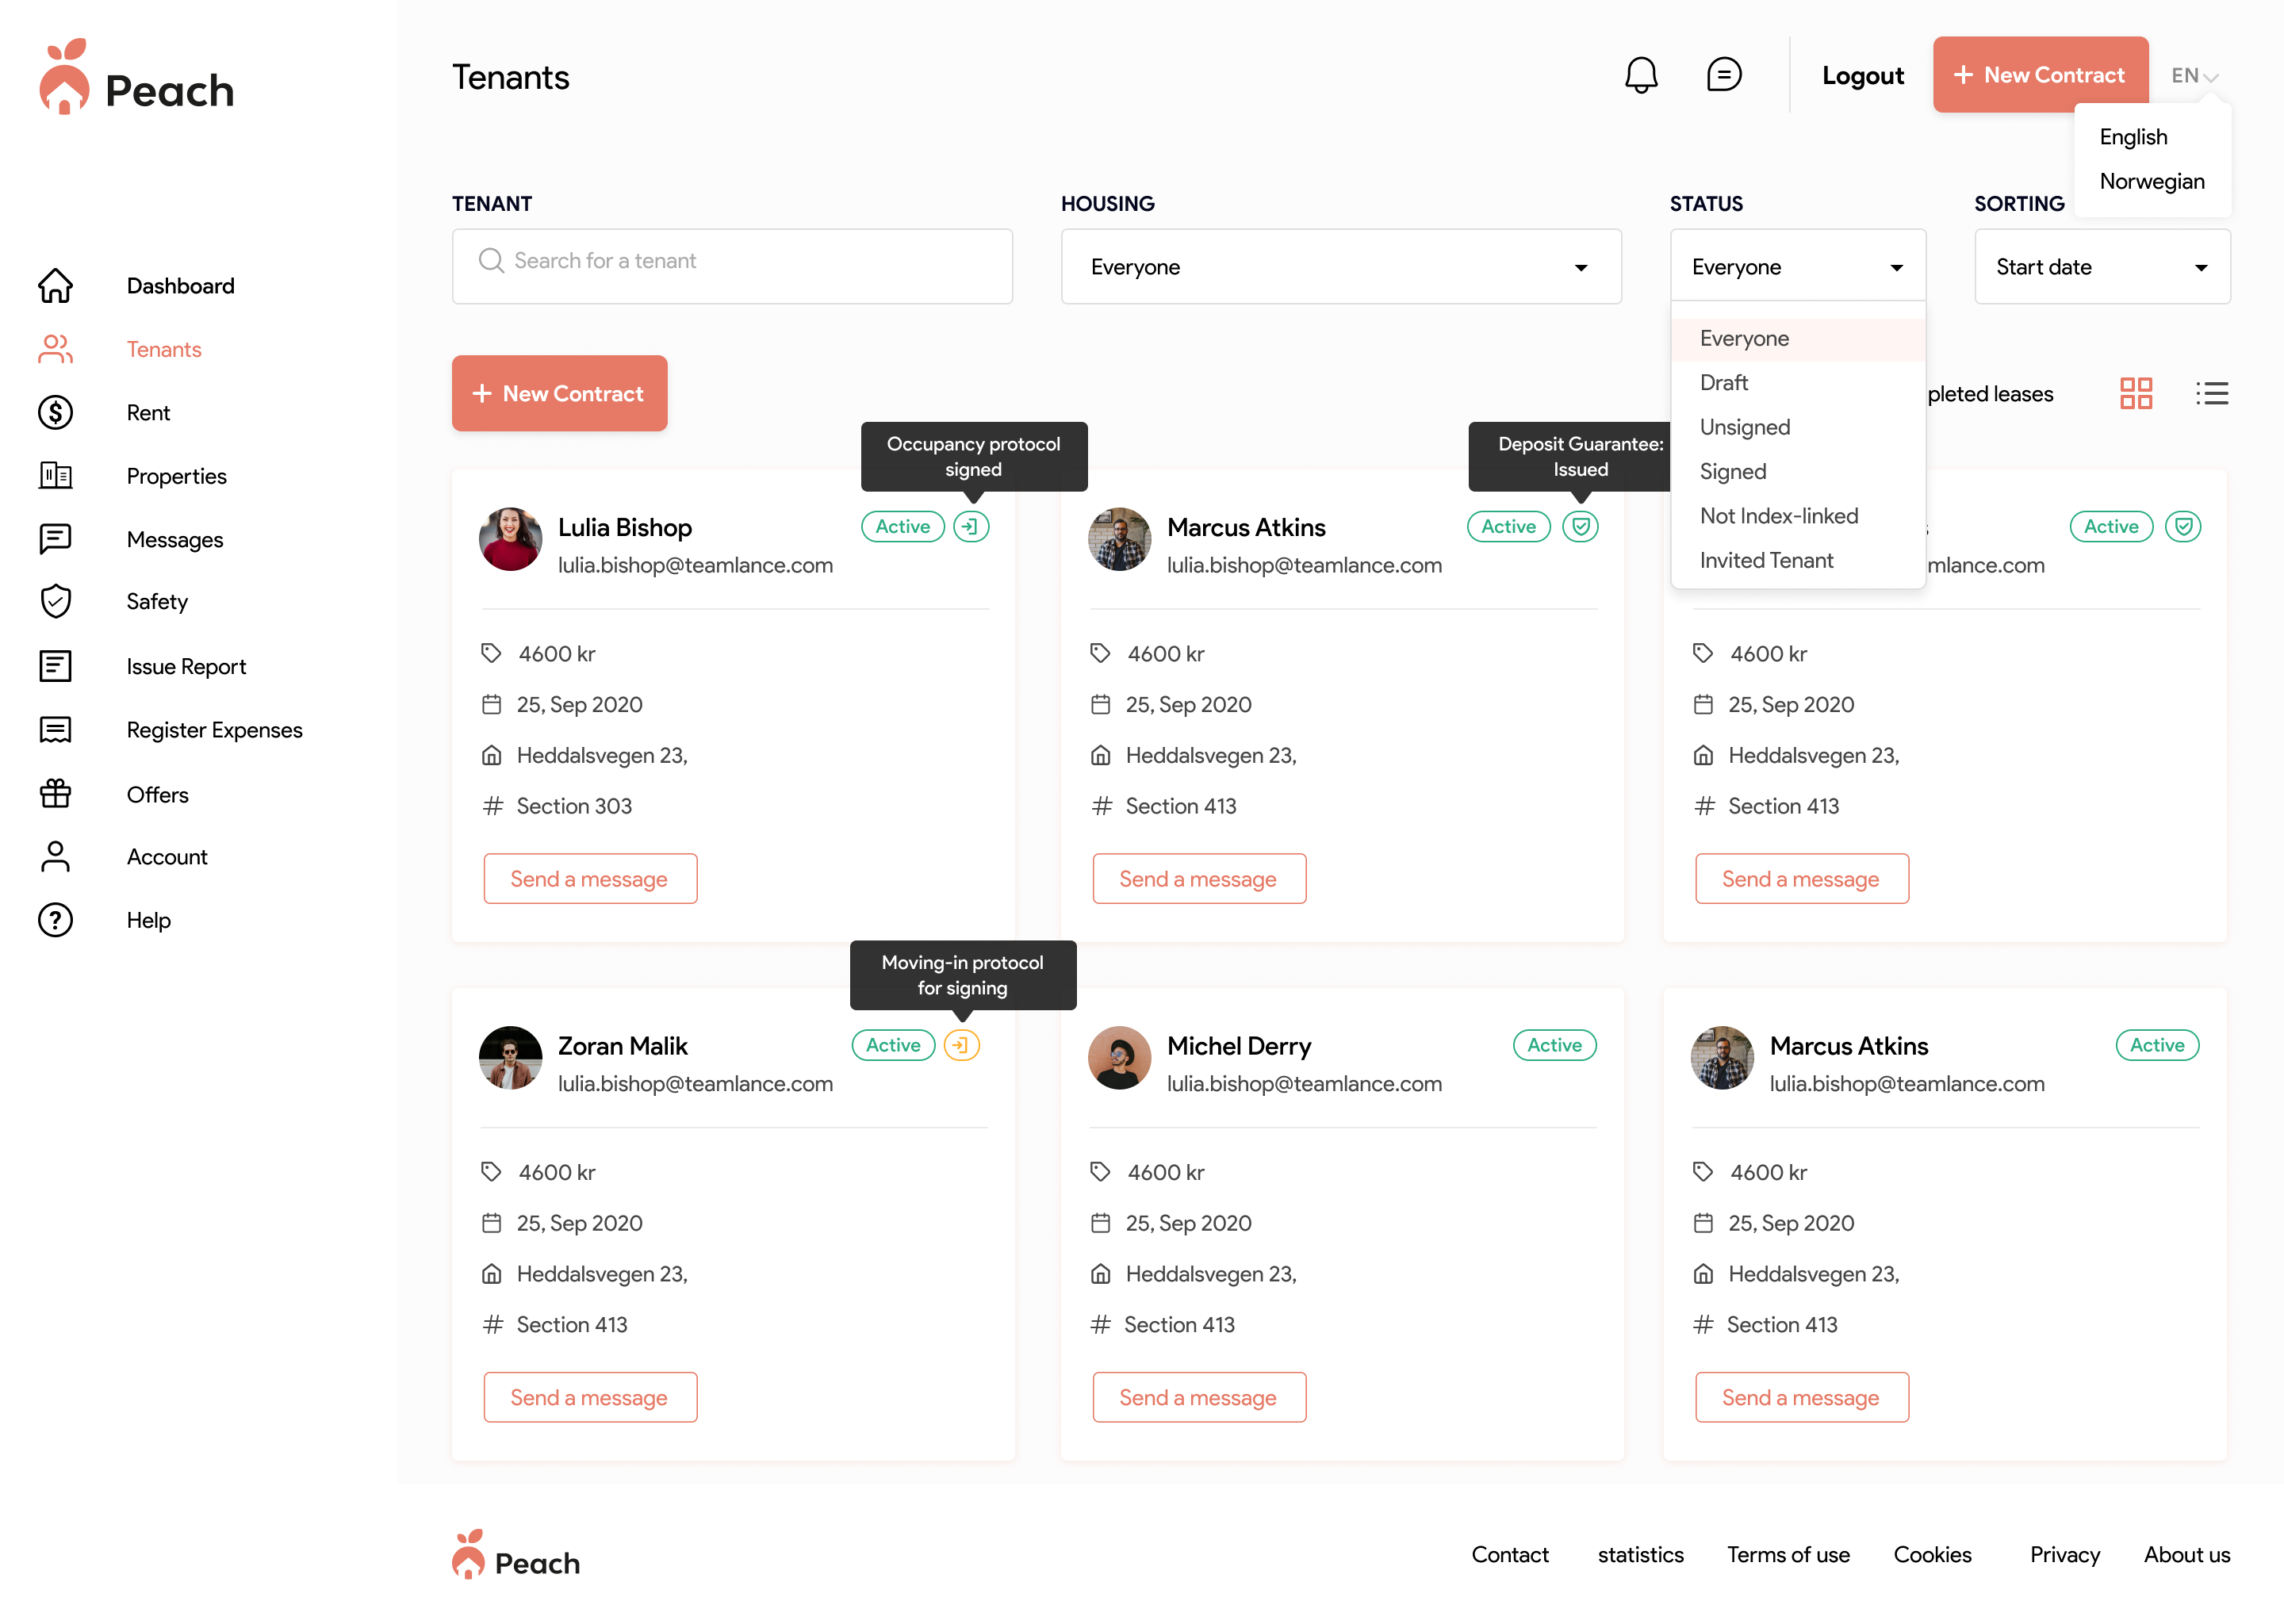 Peach
Tenants
Logout
+ New Contract
EN
English
Norwegian
Dashboard
Tenants
Rent
Properties
Messages
Safety
Issue Report
Register Expenses
Offers
Account
Help
TENANT
Search for a tenant
HOUSING
Everyone
STATUS
Everyone
Everyone
Draft
Unsigned
Signed
Not Index-linked
Invited Tenant
SORTING
Start date
+ New Contract
pleted leases
Occupancy protocol
signed
Lulia Bishop
Active
lulia.bishop@teamlance.com
4600 kr
25, Sep 2020
Heddalsvegen 23,
# Section 303
Send a message
Deposit Guarantee:
Issued
Marcus Atkins
Active
lulia.bishop@teamlance.com
4600 kr
25, Sep 2020
Heddalsvegen 23,
# Section 413
Send a message
Active
mlance.com
4600 kr
25, Sep 2020
Heddalsvegen 23,
# Section 413
Send a message
Moving-in protocol
for signing
Zoran Malik
Active
lulia.bishop@teamlance.com
4600 kr
25, Sep 2020
Heddalsvegen 23,
# Section 413
Send a message
Michel Derry
Active
lulia.bishop@teamlance.com
4600 kr
25, Sep 2020
Heddalsvegen 23,
# Section 413
Send a message
Marcus Atkins
Active
lulia.bishop@teamlance.com
4600 kr
25, Sep 2020
Heddalsvegen 23,
# Section 413
Send a message
Peach
Contact
statistics
Terms of use
Cookies
Privacy
About us